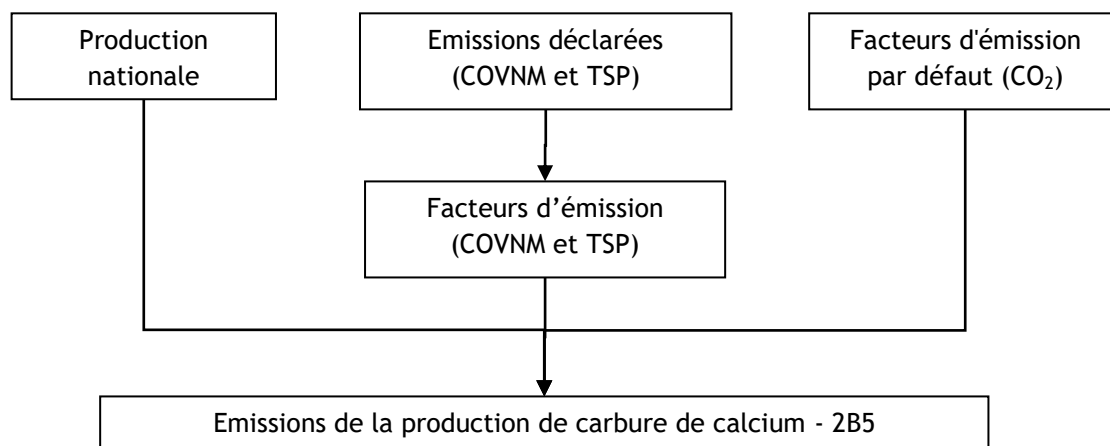 Production
nationale
Emissions déclarées
(COVNM et TSP)
Facteurs d'émission
par défaut (CO₂)
Facteurs d’émission
(COVNM et TSP)
Emissions de la production de carbure de calcium - 2B5